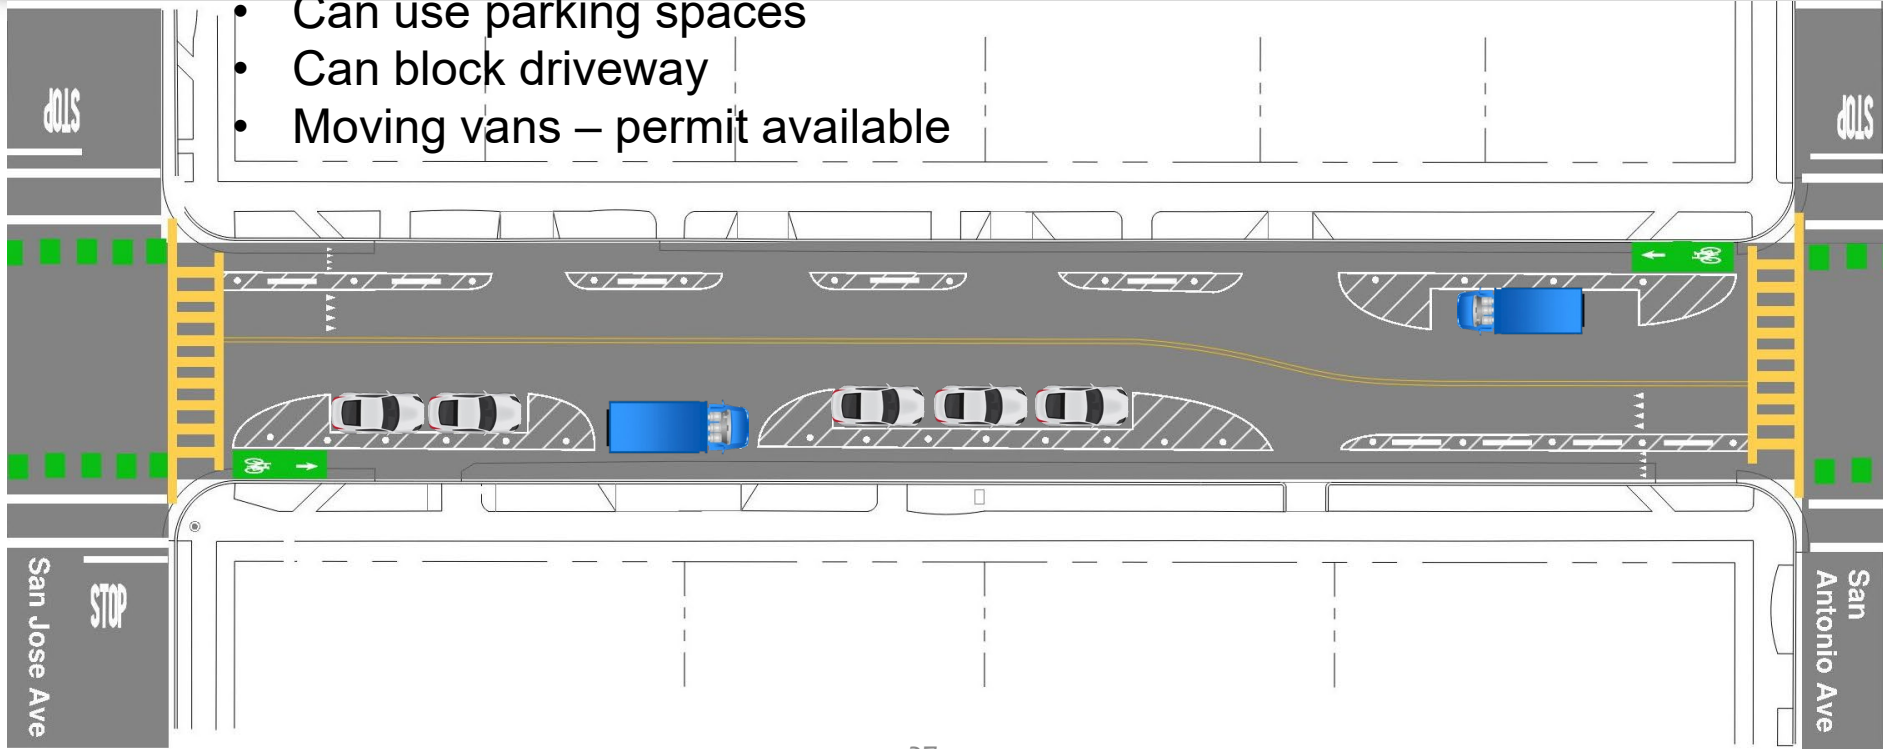 • Can use parking spaces
• Can block driveway
• Moving vans – permit available
STOP
STOP
STOP
San Jose Ave
San
Antonio Ave